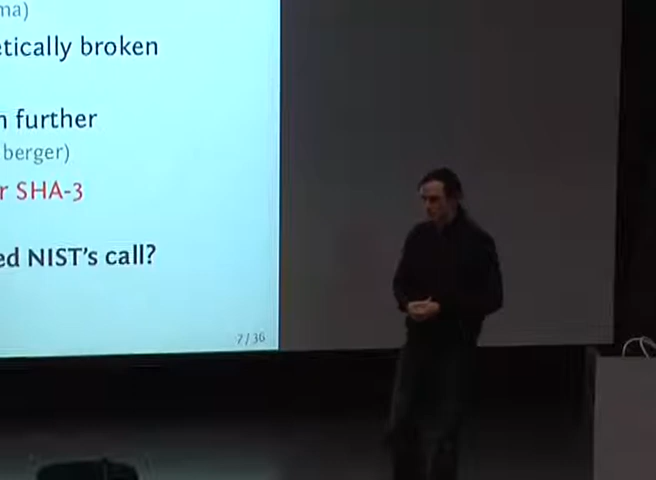 ma)
etically broken
n further
berger)
r SHA-3
ed NIST's call?
7/36